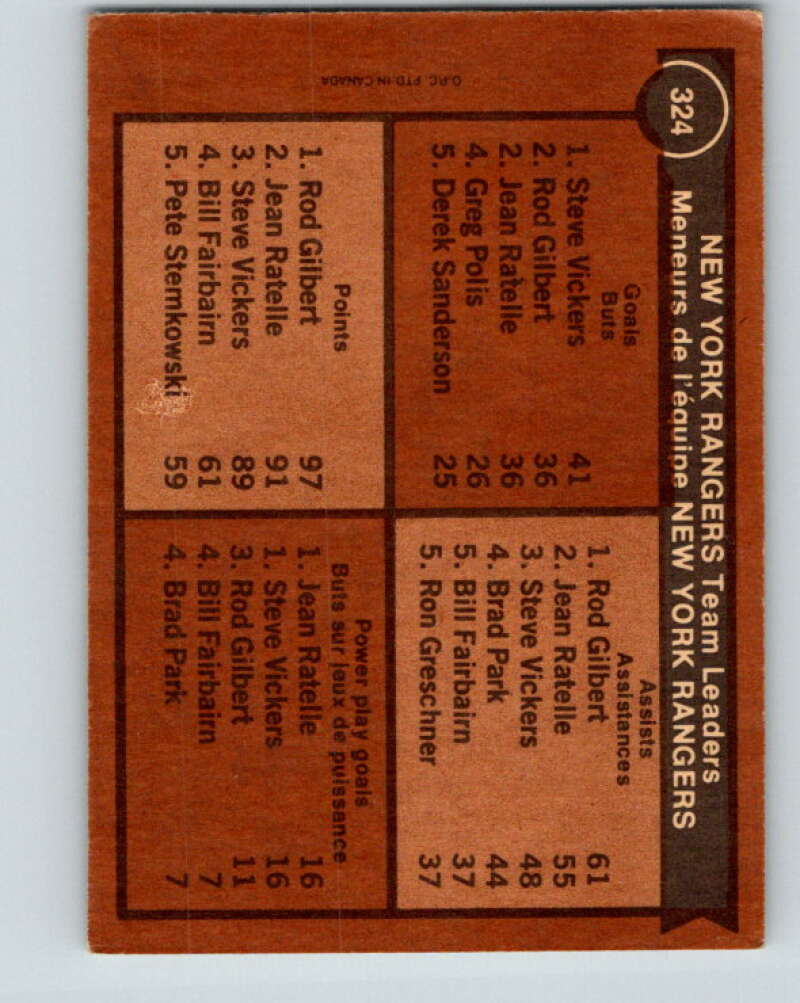 324
NEW YORK RANGERS Team Leaders
Meneurs de l'équipe NEW YORK RANGERS
Goals
Buts
1. Steve Vickers 41
2. Rod Gilbert 36
2. Jean Ratelle 36
4. Greg Polis 26
5. Derek Sanderson 25
Assists
Assistances
1. Rod Gilbert 61
2. Jean Ratelle 55
3. Steve Vickers 48
4. Brad Park 44
5. Bill Fairbairn 37
5. Ron Greschner 37
Points
1. Rod Gilbert 97
2. Jean Ratelle 91
3. Steve Vickers 89
4. Bill Fairbairn 61
5. Pete Stemkowski 59
Power play goals
Buts sur jeux de puissance
1. Jean Ratelle 16
1. Steve Vickers 16
3. Rod Gilbert 11
4. Bill Fairbairn 7
4. Brad Park 7
O.P.C. PTD IN CANADA